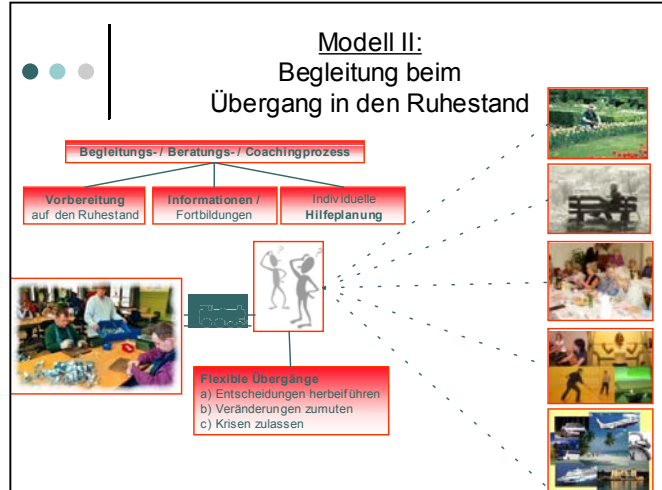 Modell II:
Begleitung beim
Übergang in den Ruhestand
Begleitungs- / Beratungs- / Coachingprozess
Vorbereitung
auf den Ruhestand
Informationen /
Fortbildungen
Individuelle
Hilfeplanung
Flexible Übergänge
a) Entscheidungen herbeiführen
b) Veränderungen zumuten
c) Krisen zulassen